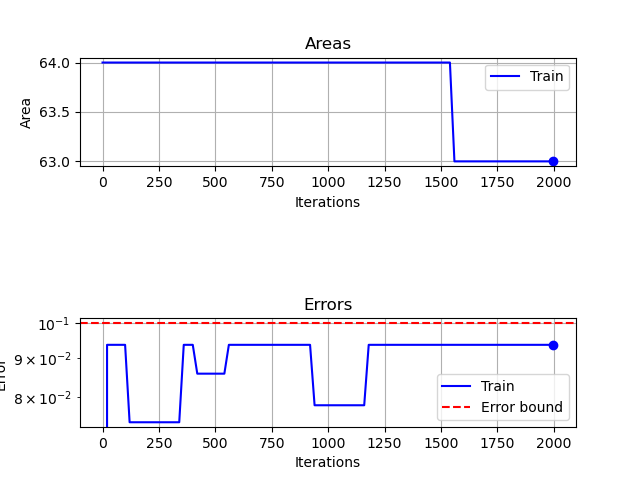 Areas
64.0
63.5
63.0
Area
Train
0 250 500 750 1000 1250 1500 1750 2000
Iterations
Errors
10⁻¹
9 × 10⁻²
8 × 10⁻²
Error
Train
Error bound
0 250 500 750 1000 1250 1500 1750 2000
Iterations